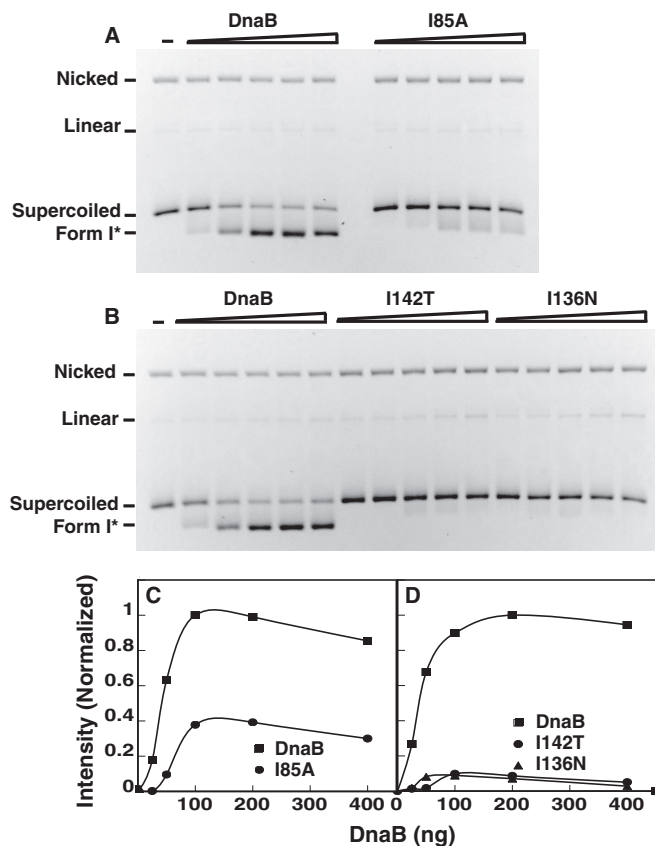 A
DnaB
I85A
–
Nicked
Linear
Supercoiled
Form I*
B
DnaB
I142T
I136N
–
Nicked
Linear
Supercoiled
Form I*
Intensity (Normalized)
C
1
0.8
0.6
0.4
0.2
0
DnaB
I85A
100 200 300 400
D
DnaB
I142T
I136N
0 100 200 300 400
DnaB (ng)